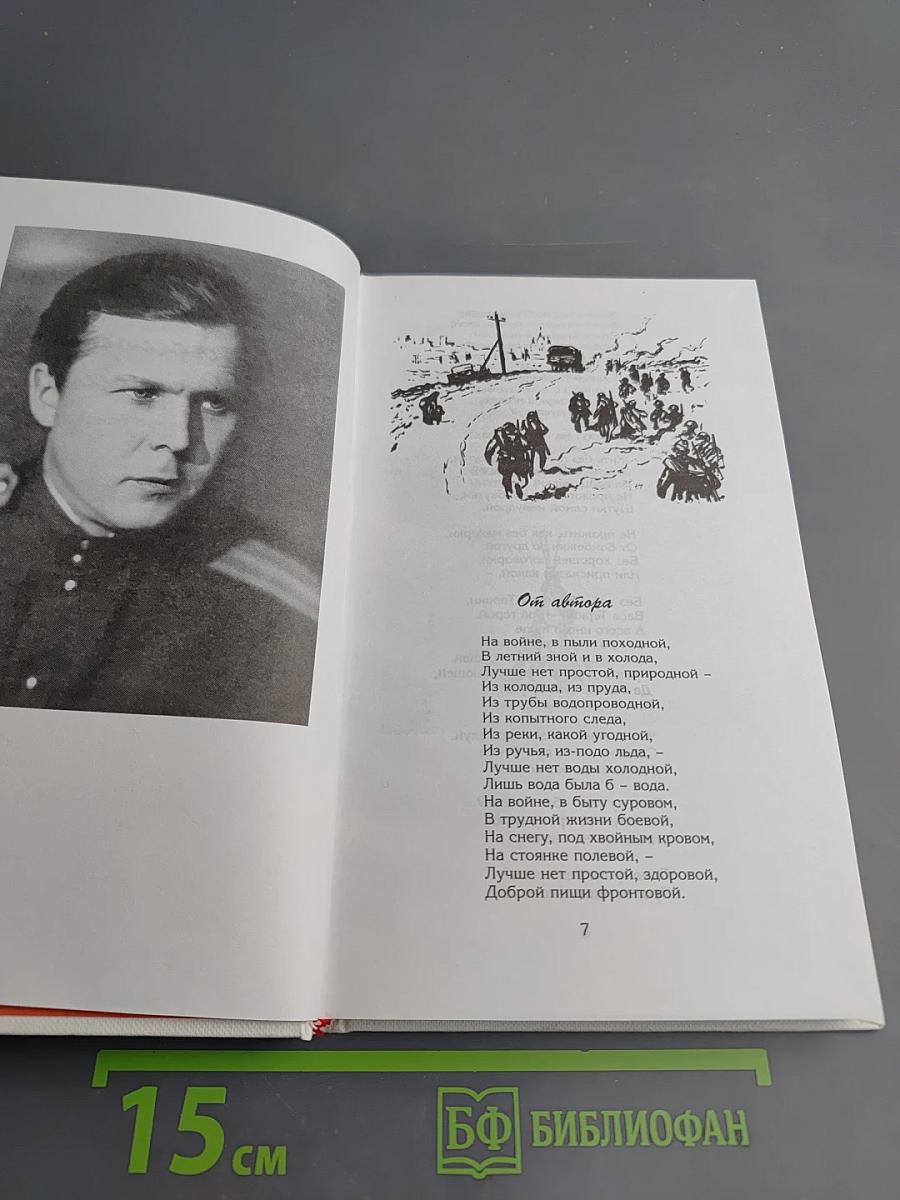 От автора
На войне, в пыли походной,
В летний зной и в холода,
Лучше нет простой, природной –
Из колодца, из пруда,
Из трубы водопроводной,
Из копытного следа,
Из реки, какой угодной,
Из ручья, из-подо льда, –
Лучше нет воды холодной,
Лишь вода была б – вода.
На войне, в быту суровом,
В трудной жизни боевой,
На снегу, под хвойным кровом,
На стоянке полевой, –
Лучше нет простой, здоровой,
Доброй пищи фронтовой.
7
15 см
БФ БИБЛИОФАН